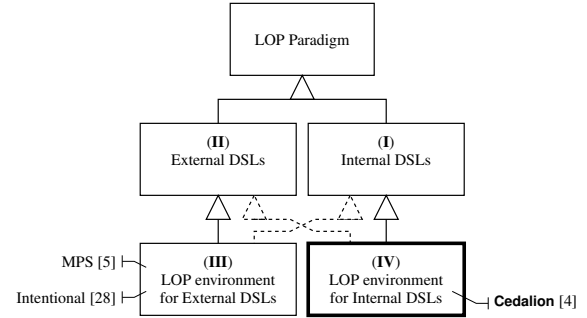 LOP Paradigm
(II)
External DSLs
(I)
Internal DSLs
(III)
LOP environment
for External DSLs
(IV)
LOP environment
for Internal DSLs
MPS [5]
Intentional [28]
Cedalion [4]